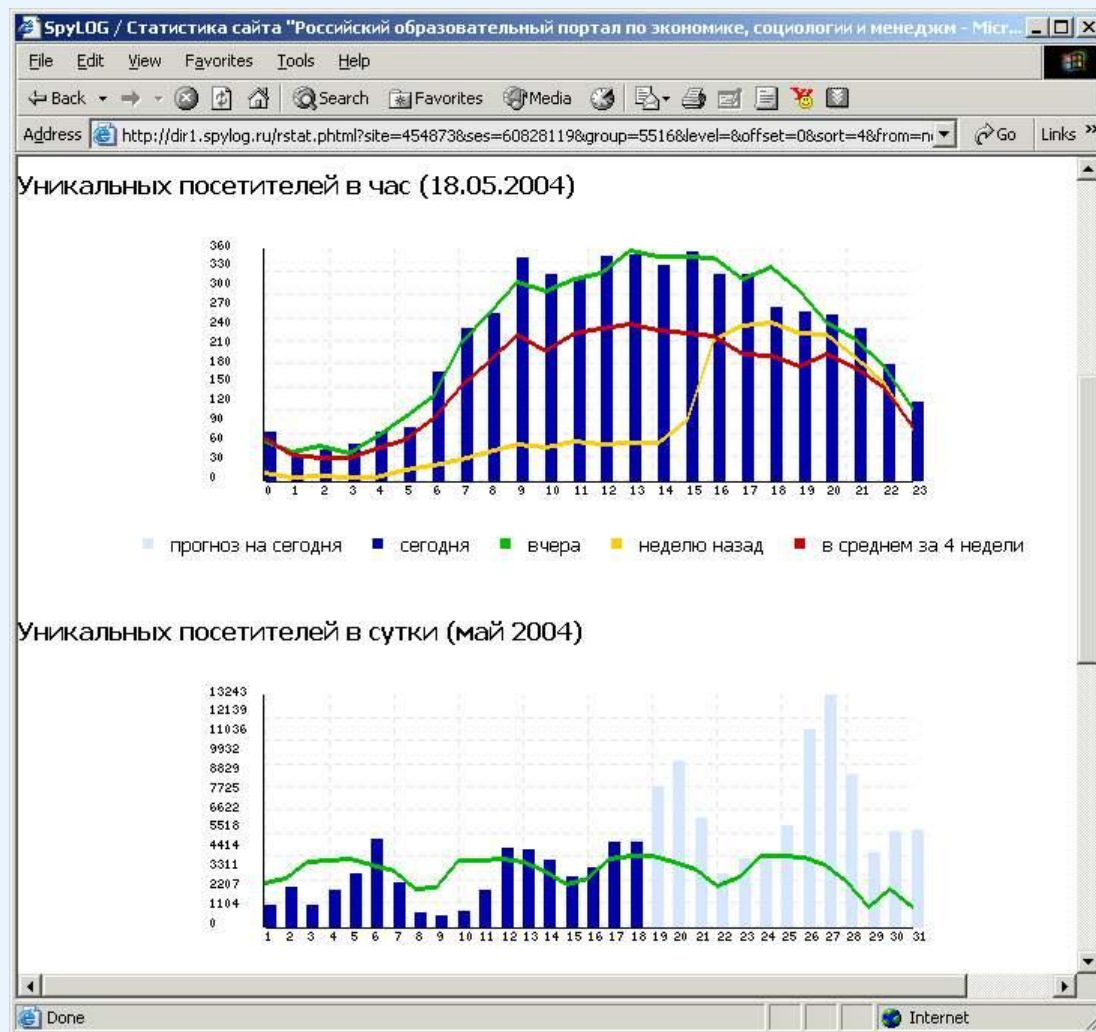 SpyLOG / Статистика сайта "Российский образовательный портал по экономике, социологии и менеджм - Micr...
File Edit View Favorites Tools Help
Back Search Favorites Media
Address http://dir1.spylog.ru/rstat.phtml?site=454873&ses=60828119&group=5516&level=&offset=0&sort=4&from=n Go Links »
Уникальных посетителей в час (18.05.2004)
360
330
300
270
240
210
180
150
120
90
60
30
0
0 1 2 3 4 5 6 7 8 9 10 11 12 13 14 15 16 17 18 19 20 21 22 23
прогноз на сегодня сегодня вчера неделю назад в среднем за 4 недели
Уникальных посетителей в сутки (май 2004)
13243
12139
11036
9932
8829
7725
6622
5518
4414
3311
2207
1104
0
1 2 3 4 5 6 7 8 9 10 11 12 13 14 15 16 17 18 19 20 21 22 23 24 25 26 27 28 29 30 31
Done Internet